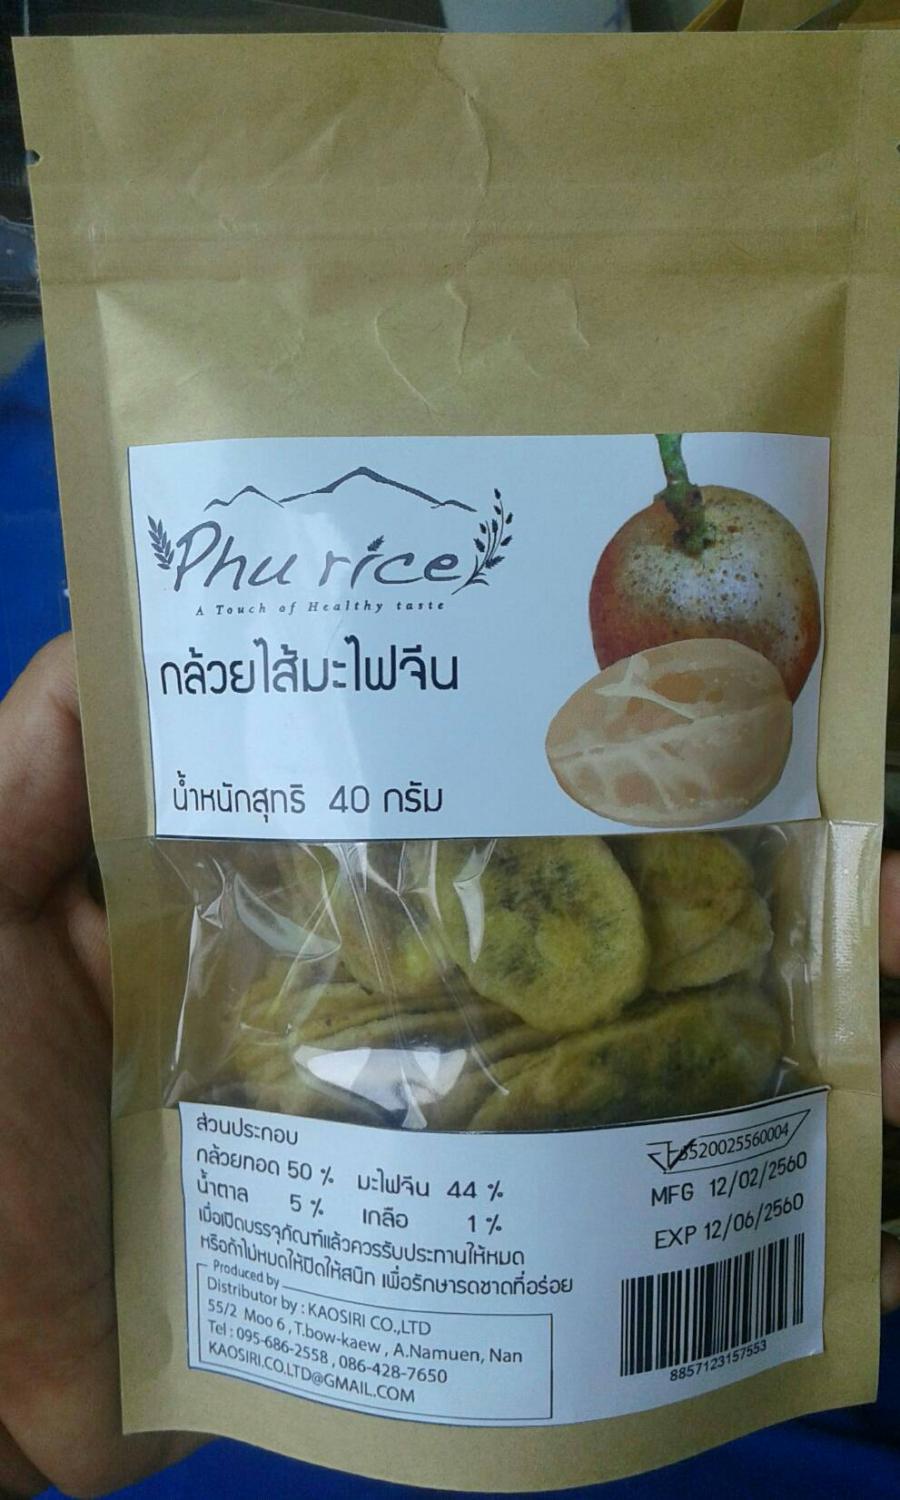 Phu rice
A Touch of Healthy taste
กล้วยไส้มะไฟจีน
น้ำหนักสุทธิ 40 กรัม
ส่วนประกอบ
กล้วยทอด 50 % มะไฟจีน 44 %
น้ำตาล 5 % เกลือ 1 %
เมื่อเปิดบรรจุภัณฑ์แล้วควรรับประทานให้หมด
หรือถ้าไม่หมดให้ปิดให้สนิท เพื่อรักษารดชาดที่อร่อย
Produced by
Distributor by : KAOSIRI CO.,LTD
55/2 Moo 6 , T.bow-kaew , A.Namuen, Nan
Tel : 095-686-2558 , 086-428-7650
KAOSIRI.CO.LTD@GMAIL.COM
5520025560004
MFG 12/02/2560
EXP 12/06/2560
8857123157553